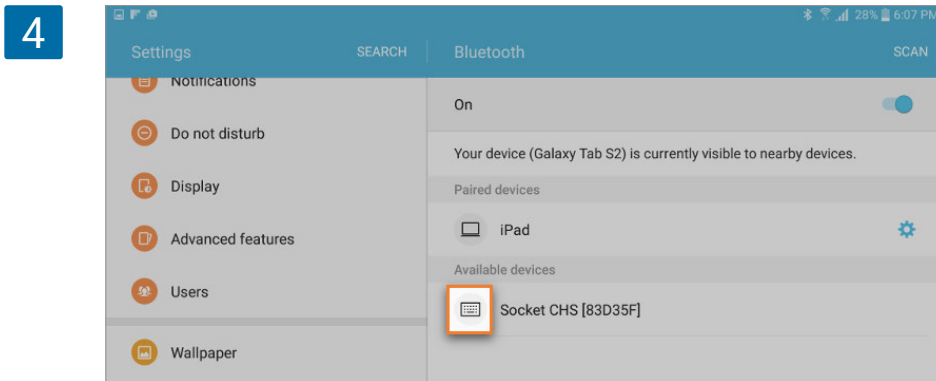 4
28% 6:07 PM
Settings SEARCH Bluetooth SCAN
Notifications
On
Do not disturb
Your device (Galaxy Tab S2) is currently visible to nearby devices.
Display
Paired devices
iPad
Advanced features
Available devices
Users
Socket CHS [83D35F]
Wallpaper